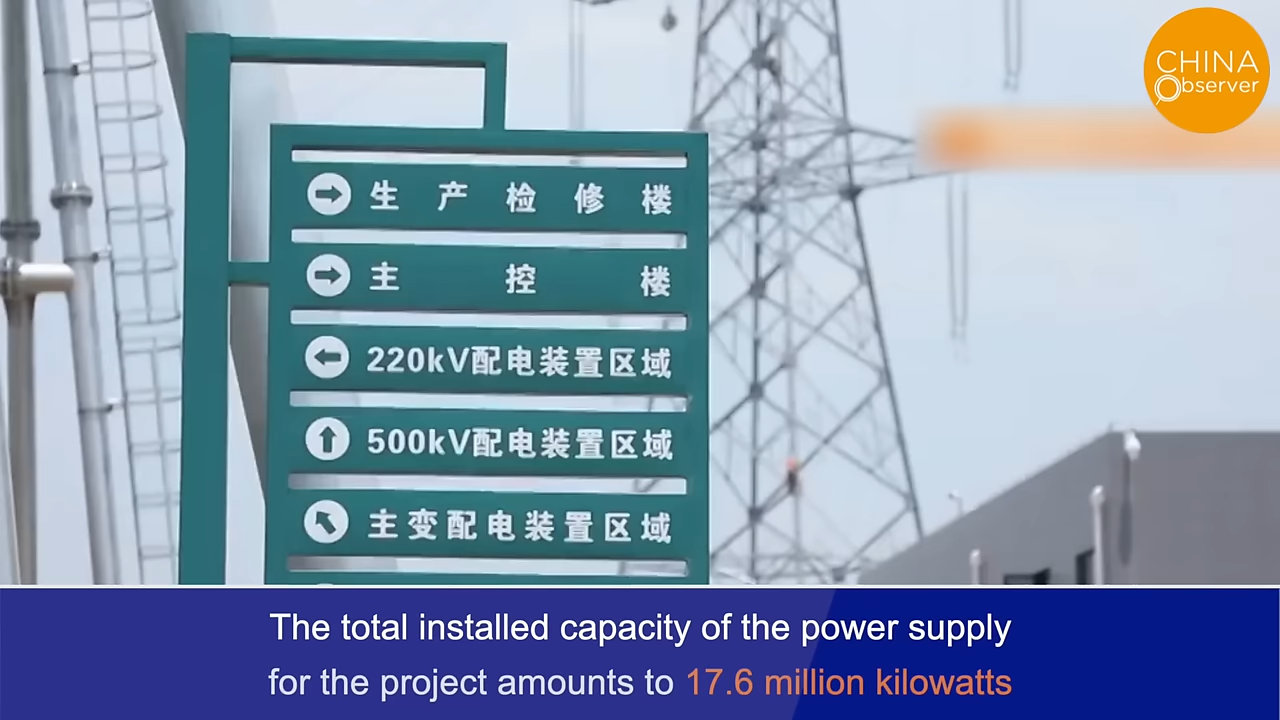 CHINA
Observer
生产检修楼
主控楼
220kV配电装置区域
500kV配电装置区域
主变配电装置区域
The total installed capacity of the power supply
for the project amounts to 17.6 million kilowatts